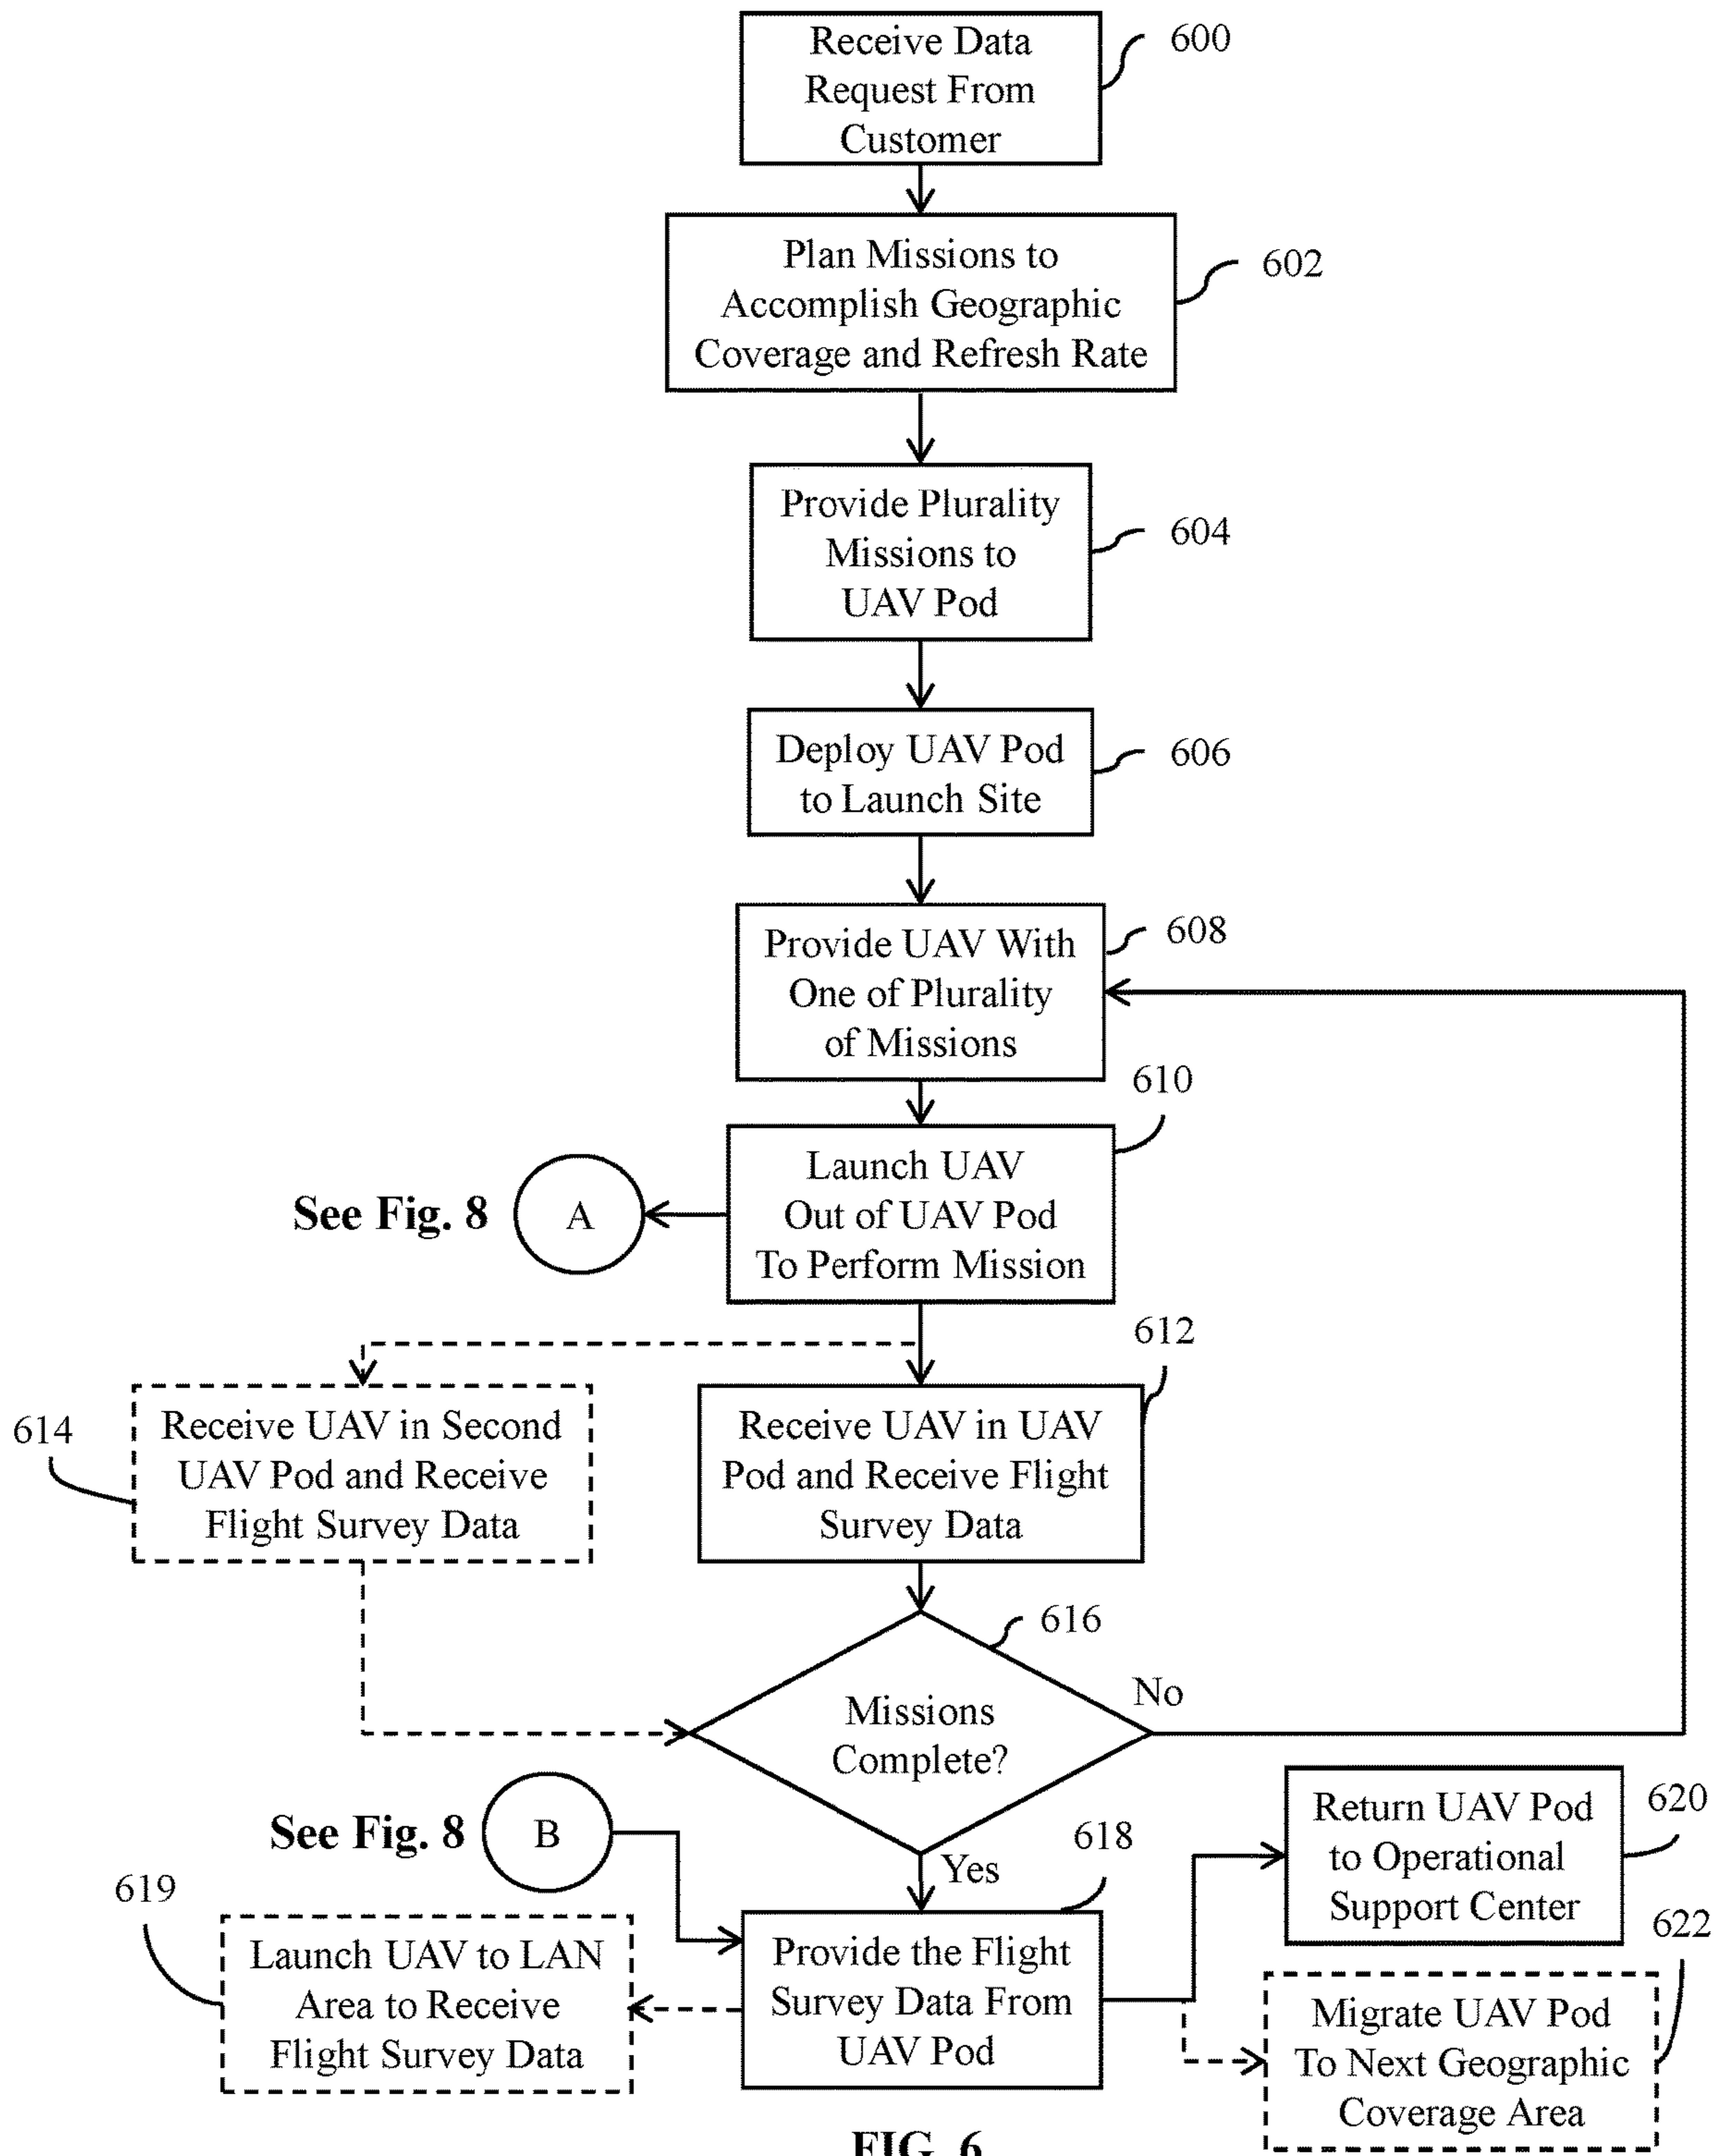 Receive Data
Request From
Customer
600
Plan Missions to
Accomplish Geographic
Coverage and Refresh Rate
602
Provide Plurality
Missions to
UAV Pod
604
Deploy UAV Pod
to Launch Site
606
Provide UAV With
One of Plurality
of Missions
608
610
Launch UAV
Out of UAV Pod
To Perform Mission
See Fig. 8
A
612
614
Receive UAV in Second
UAV Pod and Receive
Flight Survey Data
Receive UAV in UAV
Pod and Receive Flight
Survey Data
616
Missions
Complete?
No
Yes
See Fig. 8
B
618
620
Return UAV Pod
to Operational
Support Center
619
Launch UAV to LAN
Area to Receive
Flight Survey Data
Provide the Flight
Survey Data From
UAV Pod
622
Migrate UAV Pod
To Next Geographic
Coverage Area
FIG. 6